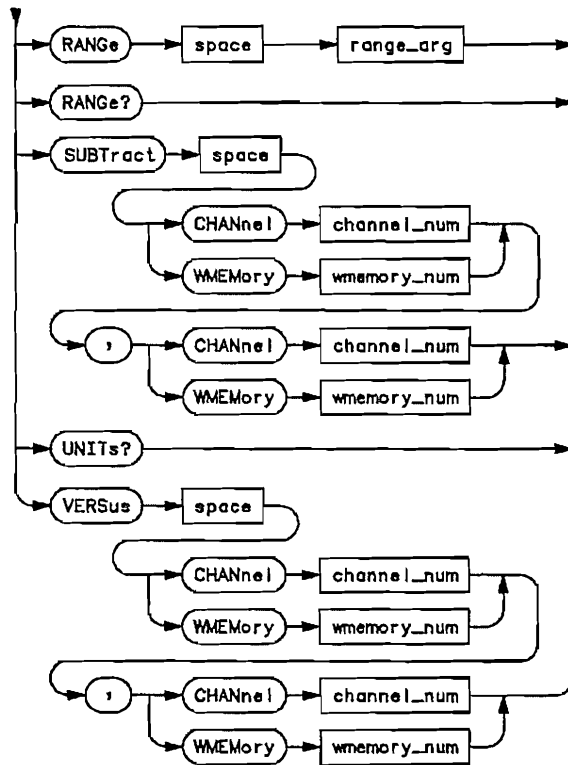 RANGe space range_arg
RANGe?
SUBTract space
CHANnel channel_num
WMEMory wmemory_num
, CHANnel channel_num
WMEMory wmemory_num
UNITs?
VERSus space
CHANnel channel_num
WMEMory wmemory_num
, CHANnel channel_num
WMEMory wmemory_num